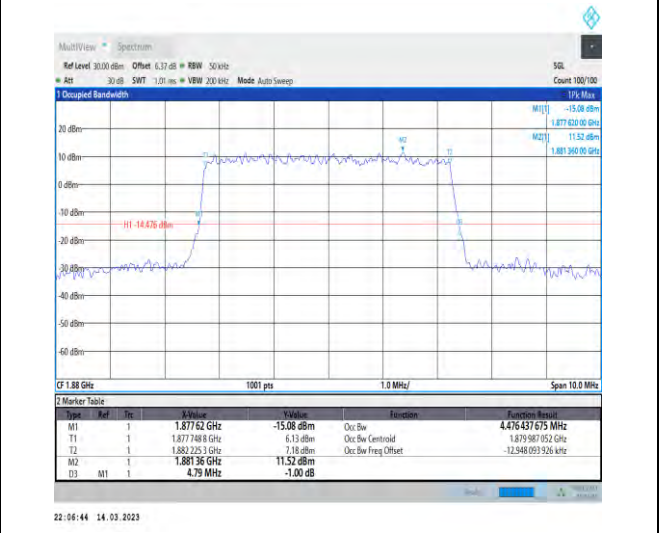 MultiView Spectrum
Ref Level 30.00 dBm Offset 6.37 dB RBW 50 kHz SGL
Att 30 dB SWT 1.01 ms VBW 200 kHz Mode Auto Sweep Count 100/100
1 Occupied Bandwidth 1Pk Max
M1[1] -15.08 dBm
1.877 620 00 GHz
M2[1] 11.52 dBm
1.881 360 00 GHz
20 dBm
M2
T1 T2
10 dBm
0 dBm
-10 dBm
H1 -14.476 dBm
-20 dBm
-30 dBm
-40 dBm
-50 dBm
-60 dBm
CF 1.88 GHz 1001 pts 1.0 MHz/ Span 10.0 MHz
2 Marker Table
Type Ref Trc X-Value Y-Value Function Function Result
M1 1 1.877 62 GHz -15.08 dBm Occ Bw 4.476 437 675 MHz
T1 1 1.877 748 8 GHz 6.13 dBm Occ Bw Centroid 1.879 987 052 GHz
T2 1 1.882 225 3 GHz 7.18 dBm Occ Bw Freq Offset -12.948 093 926 kHz
M2 1 1.881 36 GHz 11.52 dBm
D3 M1 1 4.79 MHz -1.00 dB
22:06:44 14.03.2023